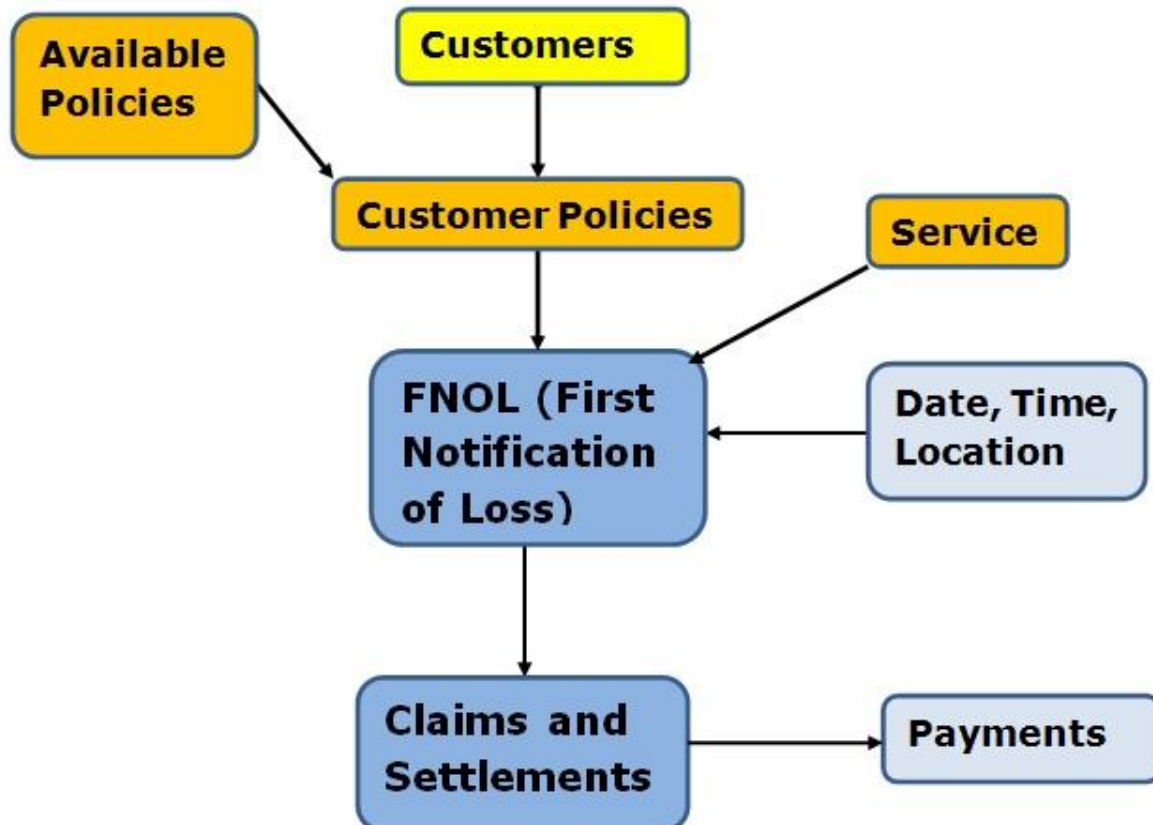 Available
Policies
Customers
Customer Policies
Service
FNOL (First
Notification
of Loss)
Date, Time,
Location
Claims and
Settlements
Payments